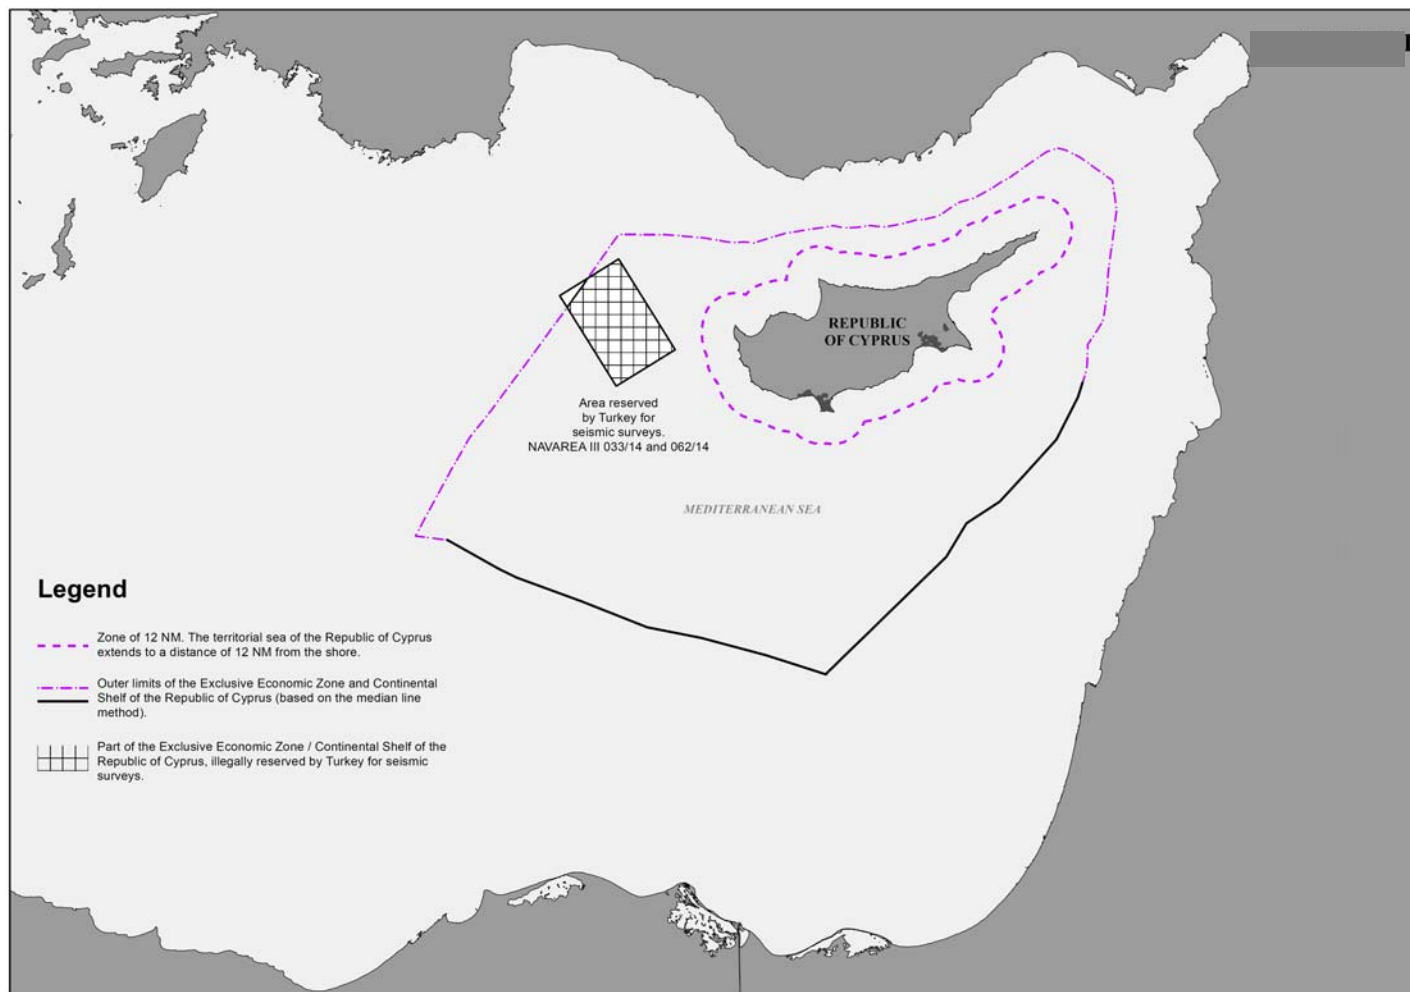 REPUBLIC
OF CYPRUS
Area reserved
by Turkey for
seismic surveys.
NAVAREA III 033/14 and 062/14
MEDITERRANEAN SEA
Legend
Zone of 12 NM. The territorial sea of the Republic of Cyprus
extends to a distance of 12 NM from the shore.
Outer limits of the Exclusive Economic Zone and Continental
Shelf of the Republic of Cyprus (based on the median line
method).
Part of the Exclusive Economic Zone / Continental Shelf of the
Republic of Cyprus, illegally reserved by Turkey for seismic
surveys.